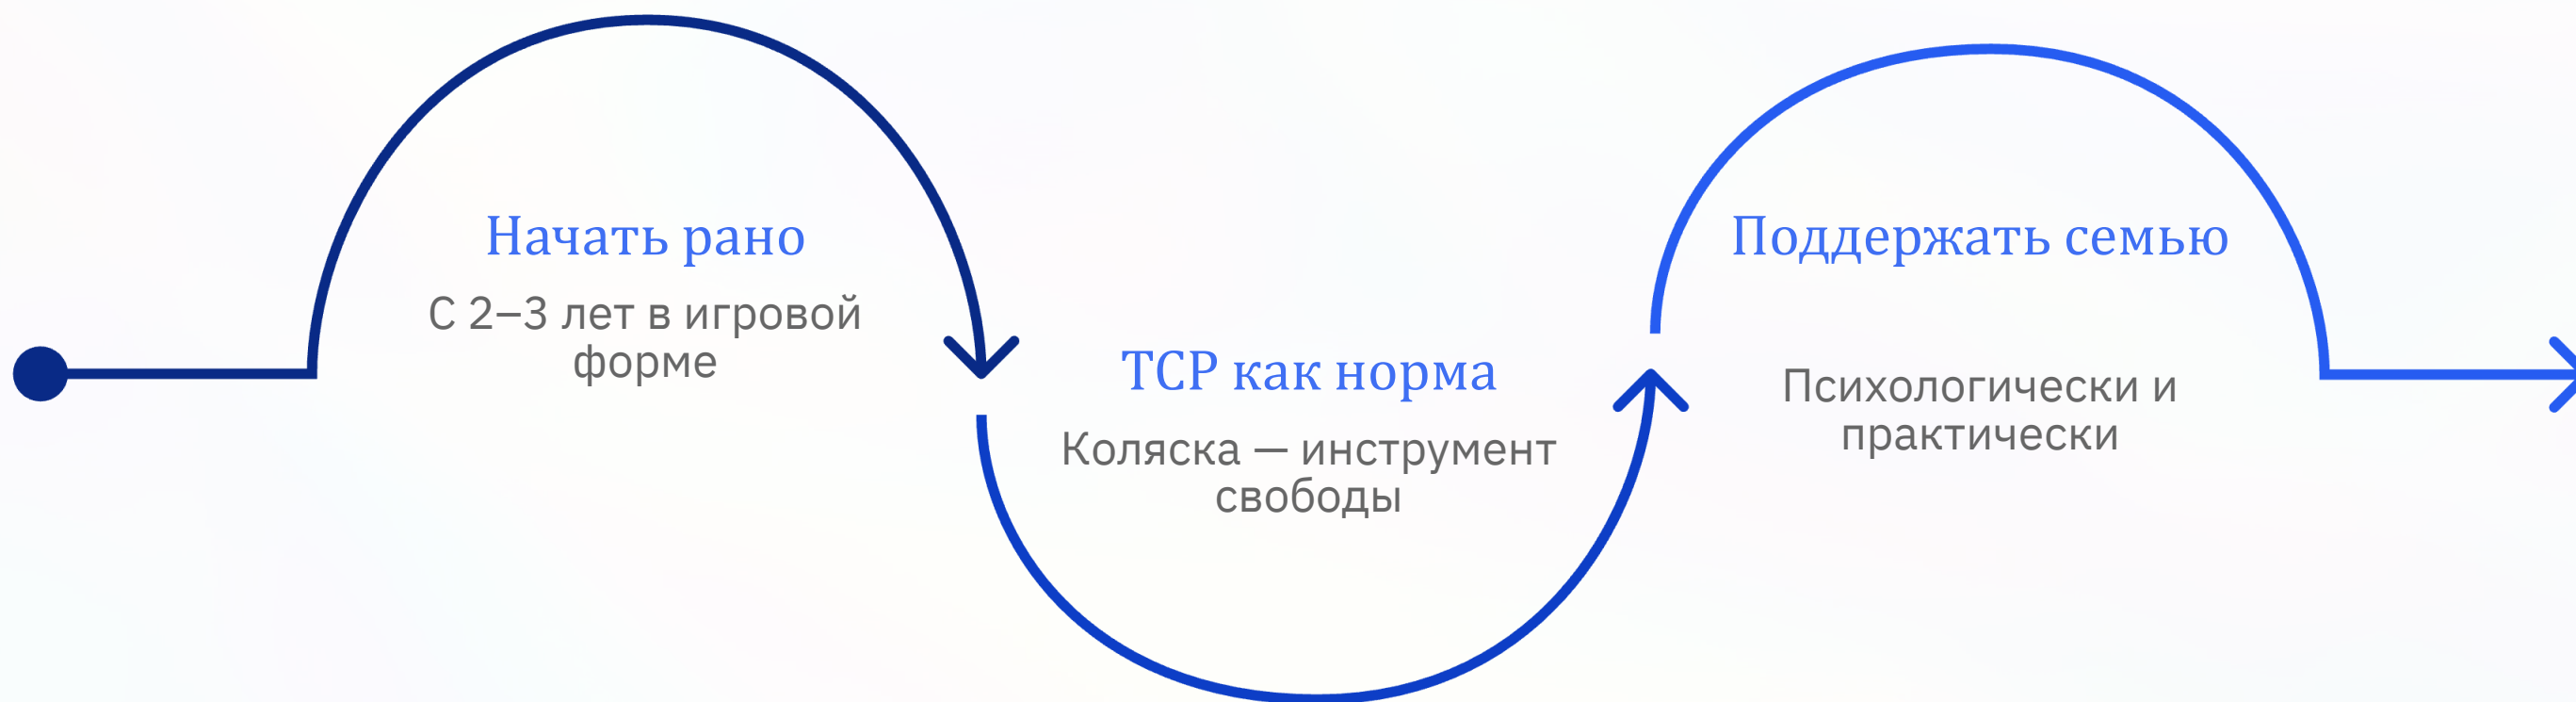 Начать рано
С 2–3 лет в игровой
форме
ТСР как норма
Коляска — инструмент
свободы
Поддержать семью
Психологически и
практически